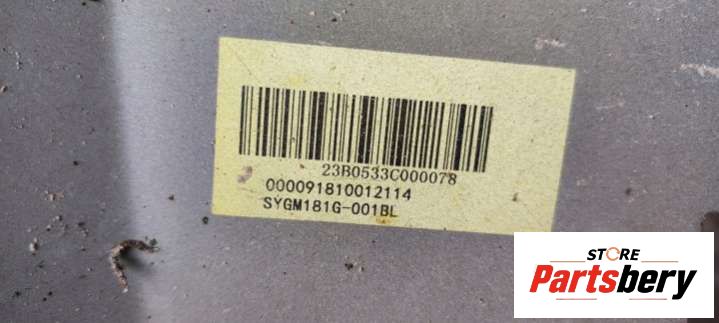 23B0533C000078
000091810012114
SYGM181G-001BL
STORE
Partsbery